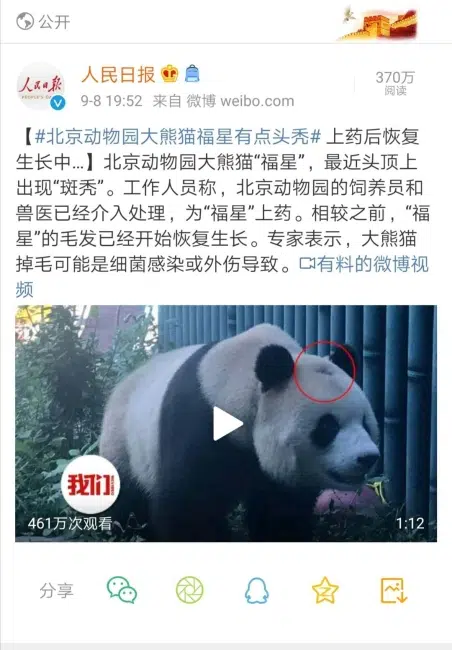 公开
人民日报
人民日报
370万
9-8 19:52 来自 微博 weibo.com
阅读
【#北京动物园大熊猫福星有点头秃# 上药后恢复
生长中...】北京动物园大熊猫“福星”，最近头顶上
出现“斑秃”。工作人员称，北京动物园的饲养员和
兽医已经介入处理，为“福星”上药。相较之前，“福
星”的毛发已经开始恢复生长。专家表示，大熊猫
掉毛可能是细菌感染或外伤导致。有料的微博视
频
我们
461万次观看
1:12
分享